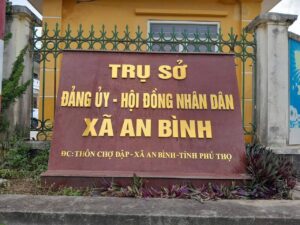 TRỤ SỞ
ĐẢNG ỦY - HỘI ĐỒNG NHÂN DÂN
XÃ AN BÌNH
ĐC: THÔN CHỢ ĐẬP - XÃ AN BÌNH - TỈNH PHÚ THỌ